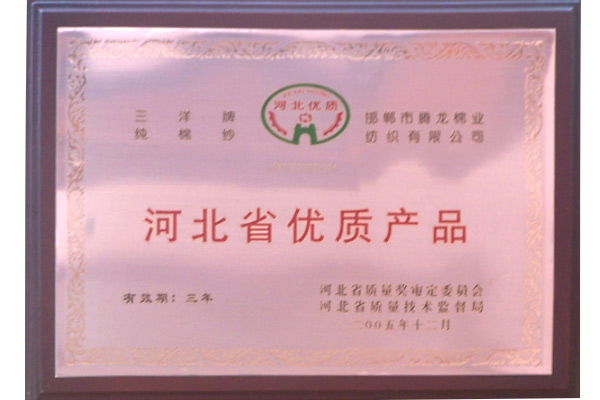 河北优质
三洋牌
纯棉纱
邯郸市腾龙棉业
纺织有限公司
河北省优质产品
有效期：三年
河北省质量奖审定委员会
河北省质量技术监督局
二00五年十二月